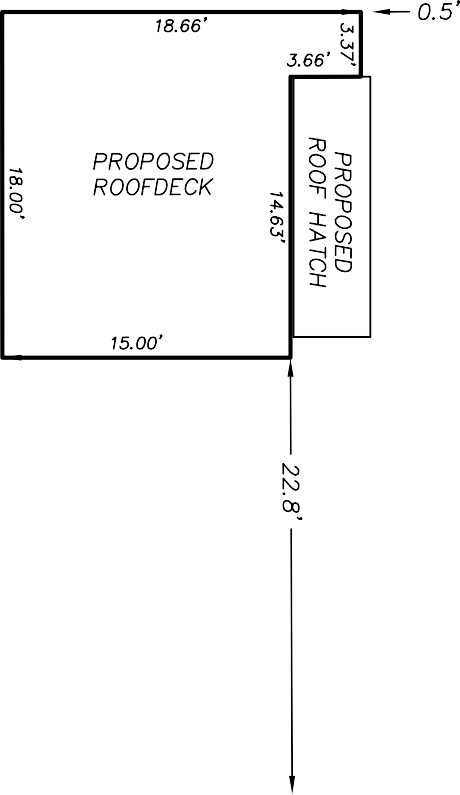 18.66'
0.5'
3.37'
3.66'
PROPOSED
ROOFDECK
PROPOSED
ROOF HATCH
18.00'
14.63'
15.00'
22.8'